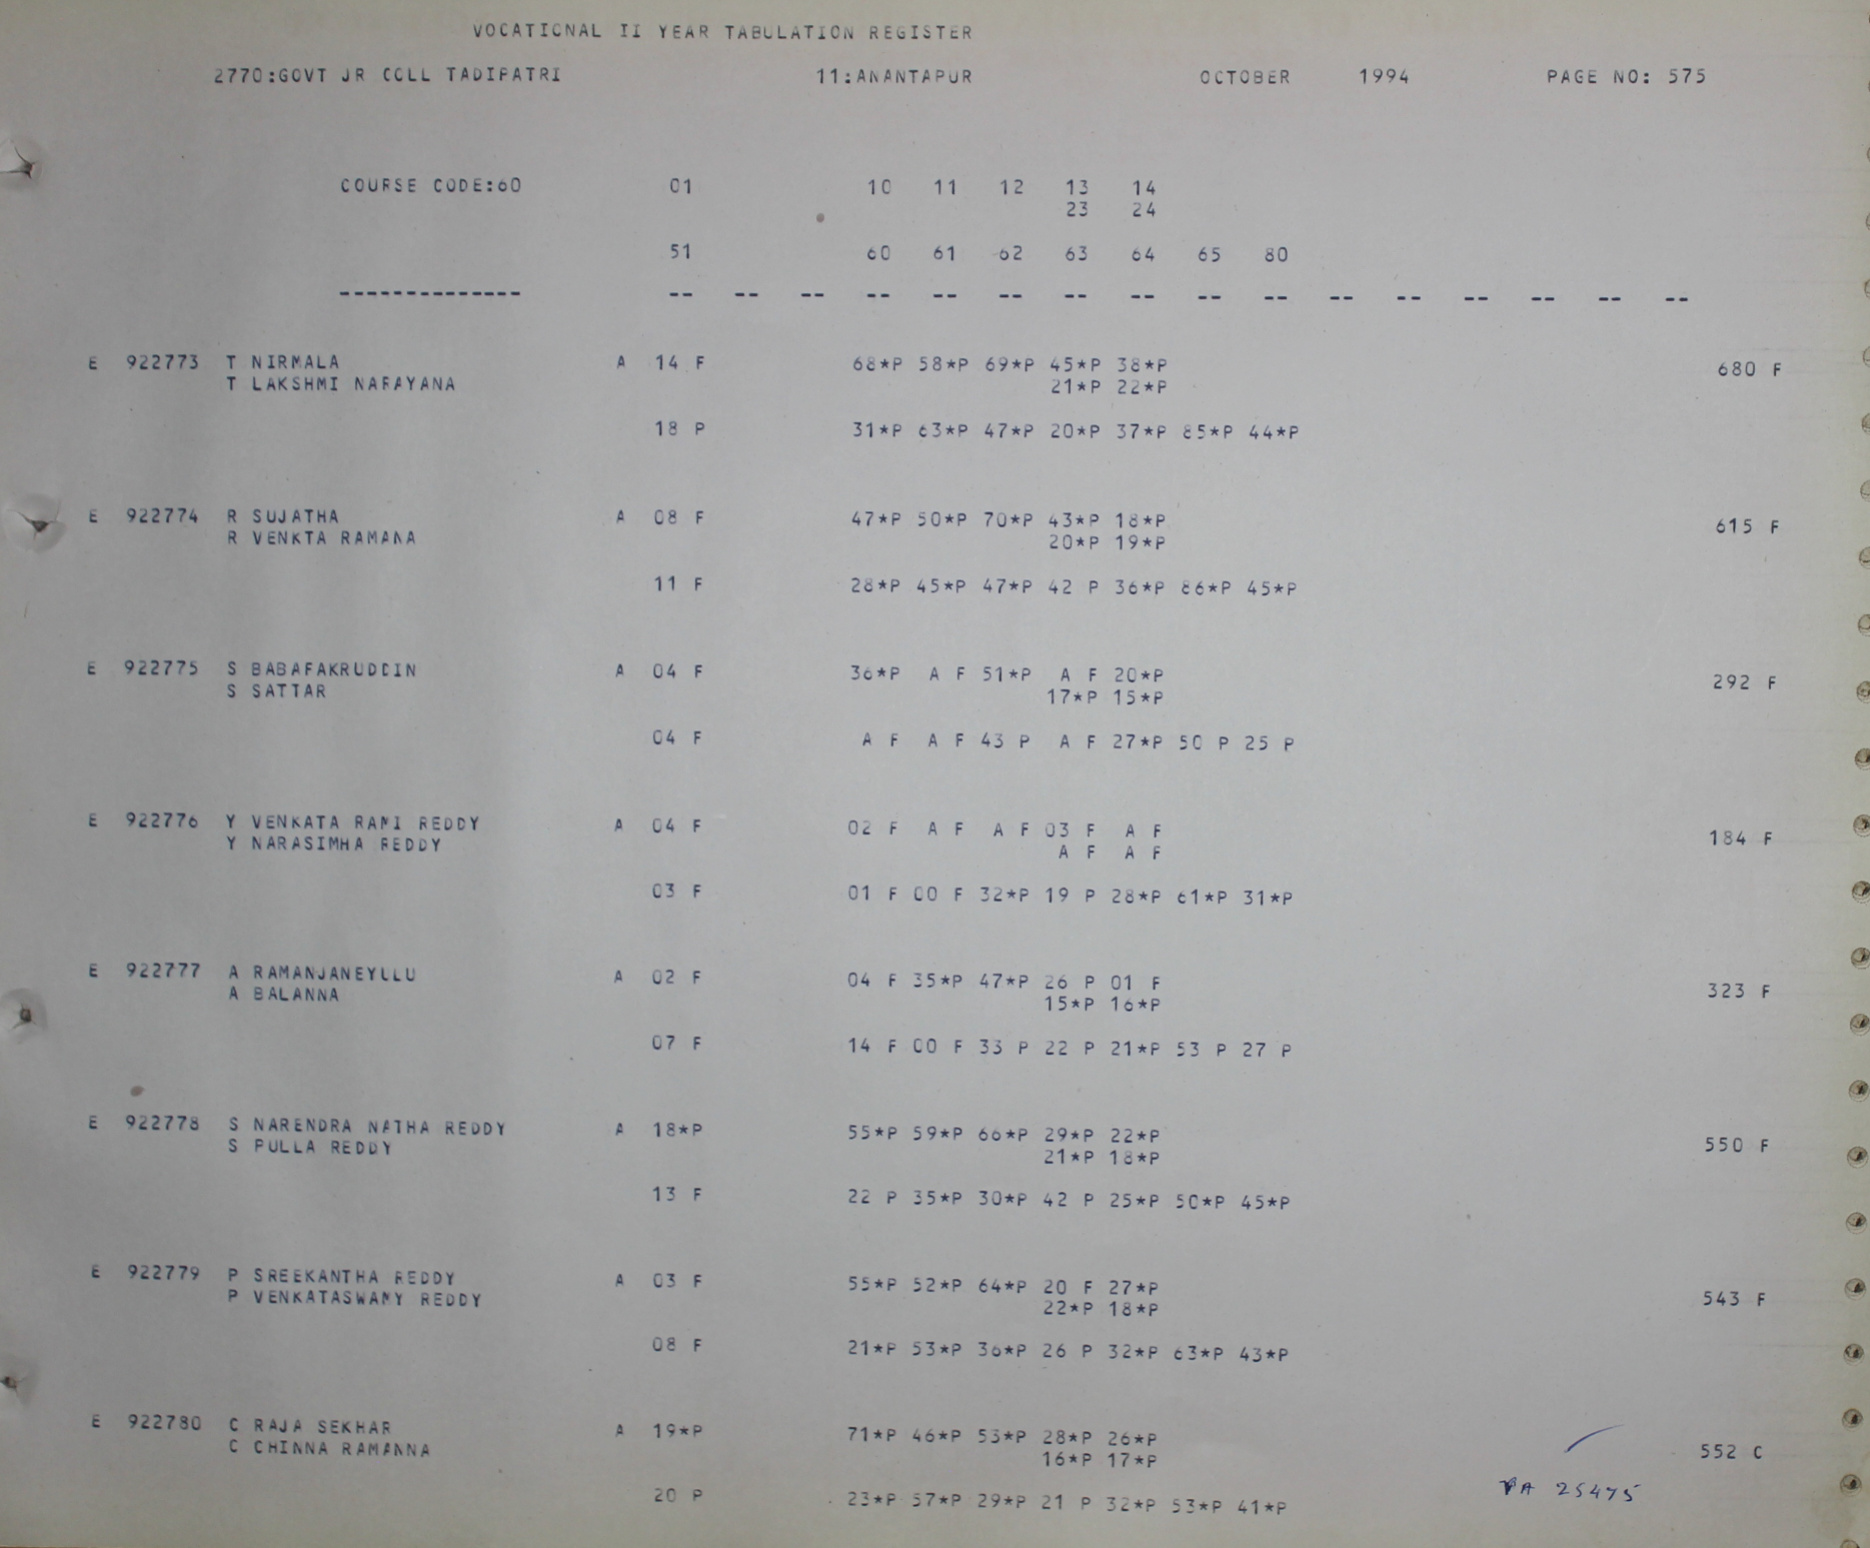 VOCATIONAL II YEAR TABULATION REGISTER
2770:GOVT JR COLL TADIPATRI 11:ANANTAPUR OCTOBER 1994 PAGE NO: 575
COURSE CODE:60 01 10 11 12 13 14
23 24
51 60 61 62 63 64 65 80
-------------- -- -- -- -- -- -- -- -- -- -- -- -- -- -- -- --
E 922773 T NIRMALA A 14 F 68*P 58*P 69*P 45*P 38*P 680 F
T LAKSHMI NARAYANA 21*P 22*P
18 P 31*P 63*P 47*P 20*P 37*P 85*P 44*P
E 922774 R SUJATHA A 08 F 47*P 50*P 70*P 43*P 18*P 615 F
R VENKTA RAMANA 20*P 19*P
11 F 28*P 45*P 47*P 42 P 36*P 86*P 45*P
E 922775 S BABAFAKRUDDIN A 04 F 36*P A F 51*P A F 20*P 292 F
S SATTAR 17*P 15*P
04 F A F A F 43 P A F 27*P 50 P 25 P
E 922776 Y VENKATA RAMI REDDY A 04 F 02 F A F A F 03 F A F 184 F
Y NARASIMHA REDDY A F A F
03 F 01 F 00 F 32*P 19 P 28*P 61*P 31*P
E 922777 A RAMANJANEYULU A 02 F 04 F 35*P 47*P 26 P 01 F 323 F
A BALANNA 15*P 16*P
07 F 14 F 00 F 33 P 22 P 21*P 53 P 27 P
E 922778 S NARENDRA NATHA REDDY A 18*P 55*P 59*P 66*P 29*P 22*P 550 F
S PULLA REDDY 21*P 18*P
13 F 22 P 35*P 30*P 42 P 25*P 50*P 45*P
E 922779 P SREEKANTHA REDDY A 03 F 55*P 52*P 64*P 20 F 27*P 543 F
P VENKATASWAMY REDDY 22*P 18*P
08 F 21*P 53*P 36*P 26 P 32*P 63*P 43*P
E 922780 C RAJA SEKHAR A 19*P 71*P 46*P 53*P 28*P 26*P 552 C
C CHINNA RAMANNA 16*P 17*P
20 P 23*P 57*P 29*P 21 P 32*P 53*P 41*P
25475